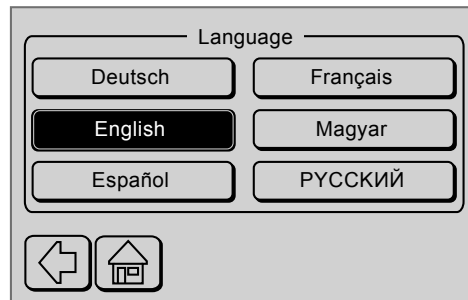 Language
Deutsch
Français
English
Magyar
Español
РУССКИЙ